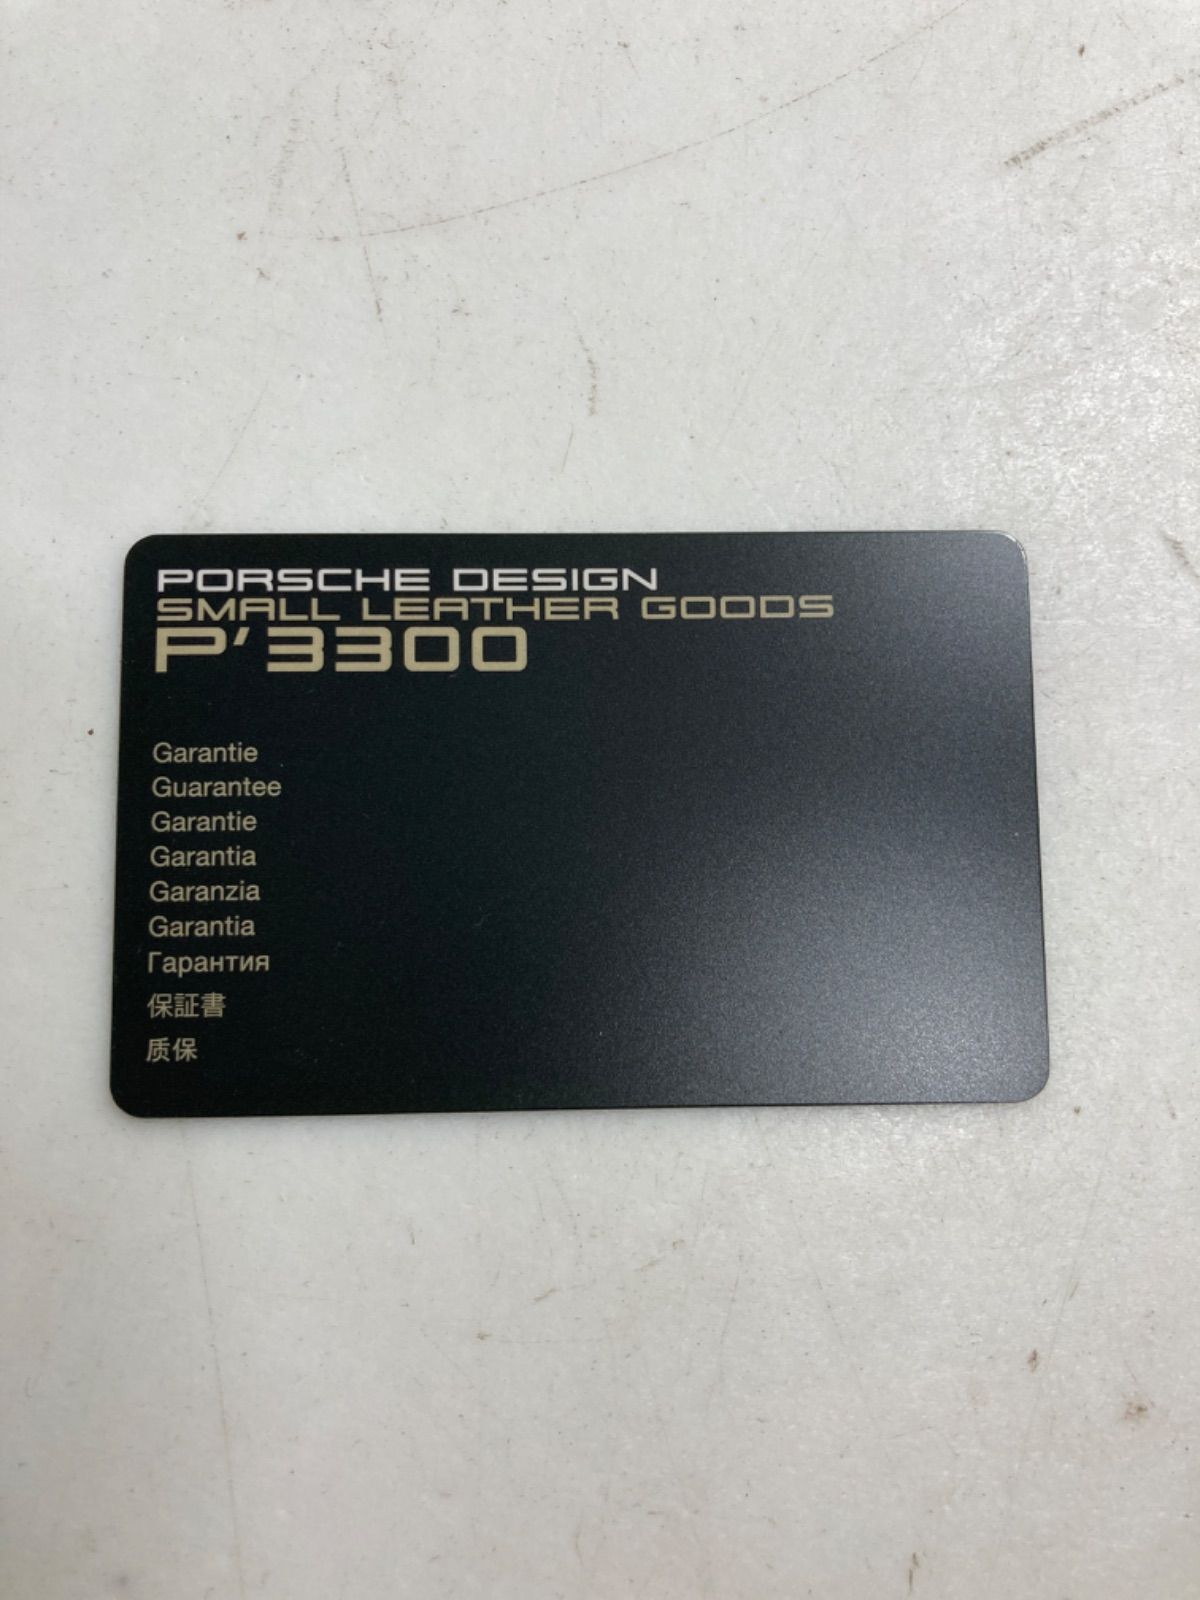 PORSCHE DESIGN
SMALL LEATHER GOODS
P'3300
Garantie
Guarantee
Garantie
Garantia
Garanzia
Garantia
Гарантия
保証書
质保